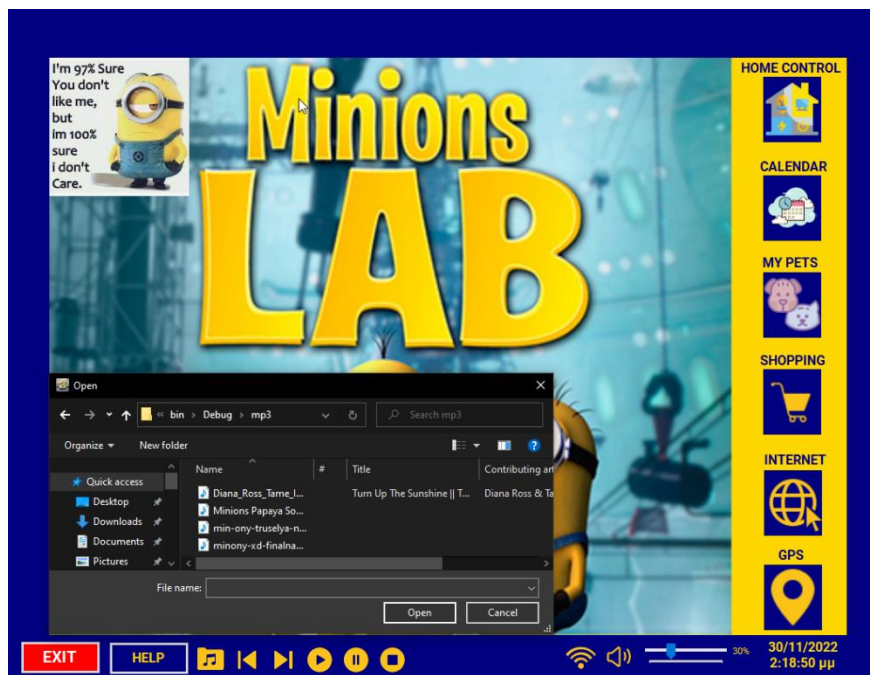 I'm 97% Sure
You don't
like me,
but
im 100%
sure
i don't
Care.
Minions
LAB
HOME CONTROL
CALENDAR
MY PETS
SHOPPING
INTERNET
GPS
Open
« bin › Debug › mp3
Search mp3
Organize
New folder
Quick access
Desktop
Downloads
Documents
Pictures
Name # Title Contributing art
Diana_Ross_Tame_I... Turn Up The Sunshine || T... Diana Ross & Ta
Minions Papaya So...
min-ony-truselya-n...
minony-xd-finalna...
File name:
Open Cancel
EXIT HELP 30% 30/11/2022
2:18:50 μμ